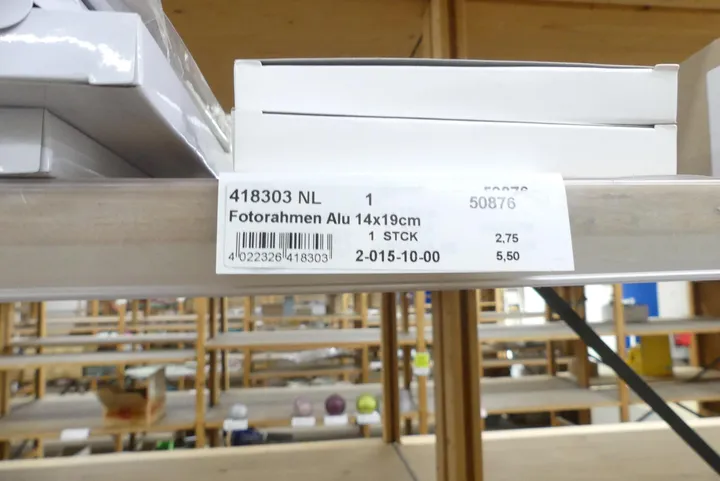 418303 NL 1 50876
Fotorahmen Alu 14x19cm
1 STCK 2,75
4 022326 418303 2-015-10-00 5,50